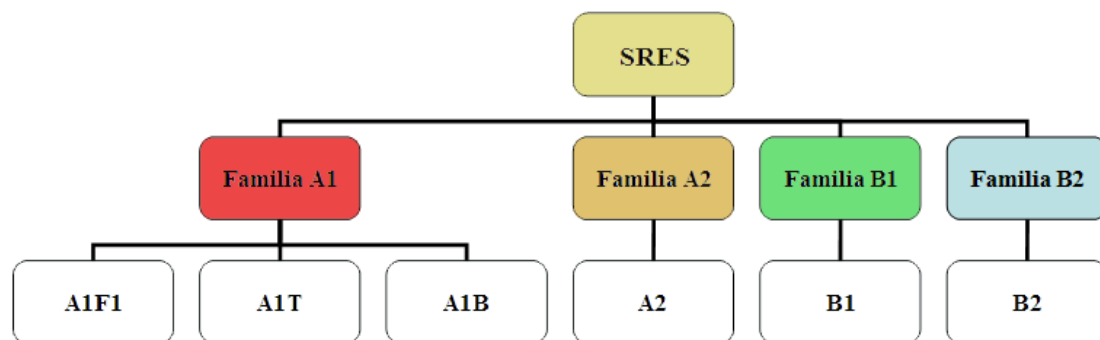 SRES
Familia A1
Familia A2
Familia B1
Familia B2
A1F1
A1T
A1B
A2
B1
B2